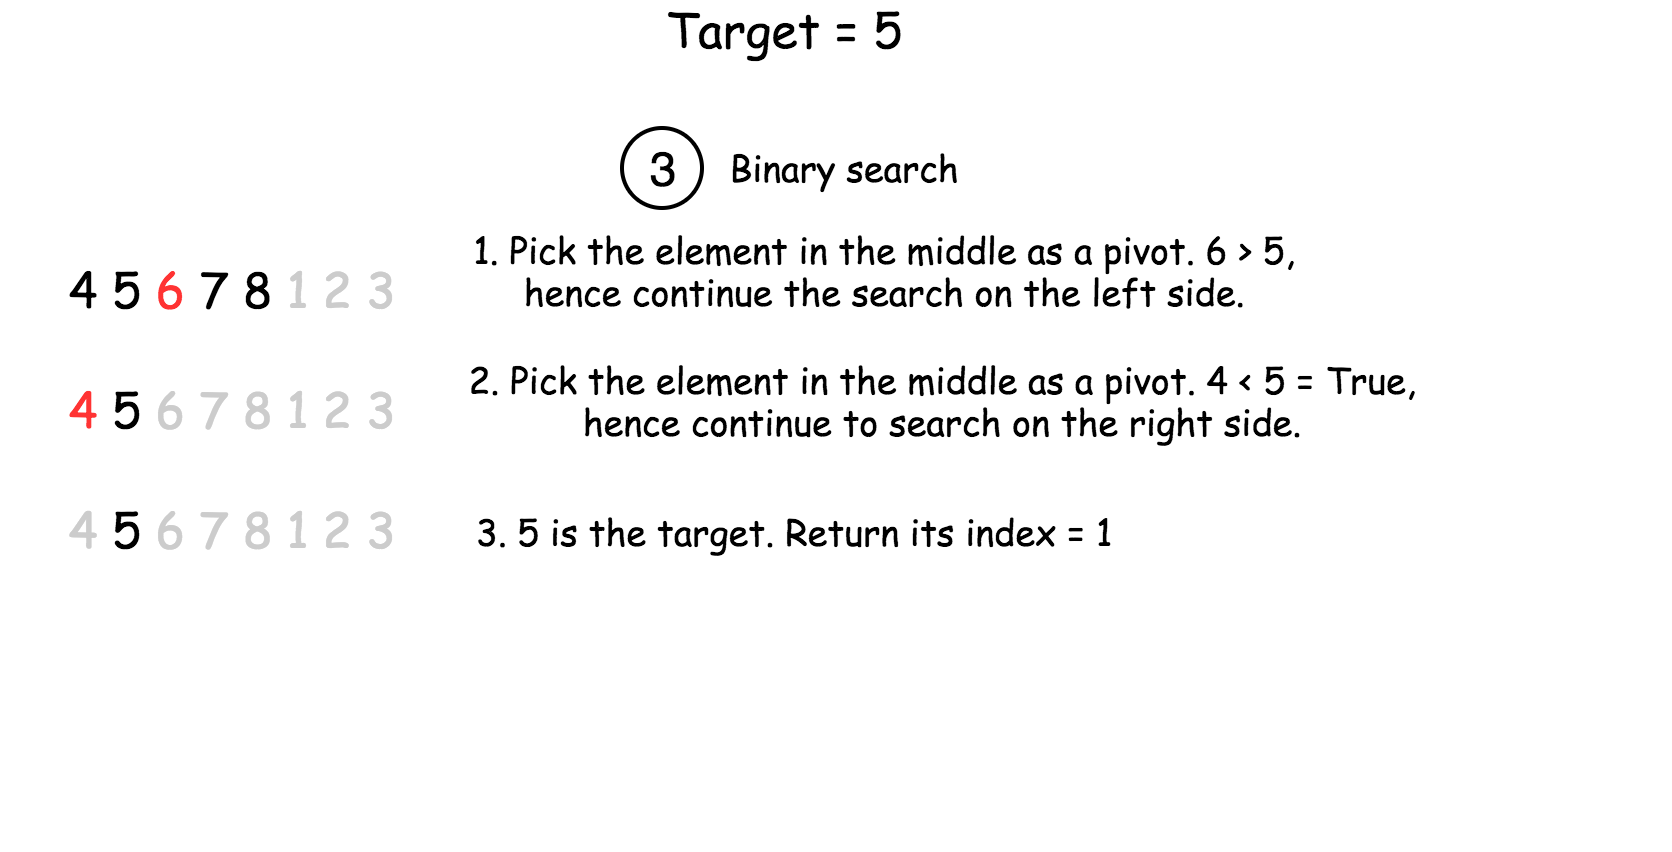 Target = 5
3 Binary search
4 5 6 7 8 1 2 3
1. Pick the element in the middle as a pivot. 6 > 5,
hence continue the search on the left side.
4 5 6 7 8 1 2 3
2. Pick the element in the middle as a pivot. 4 < 5 = True,
hence continue to search on the right side.
4 5 6 7 8 1 2 3
3. 5 is the target. Return its index = 1